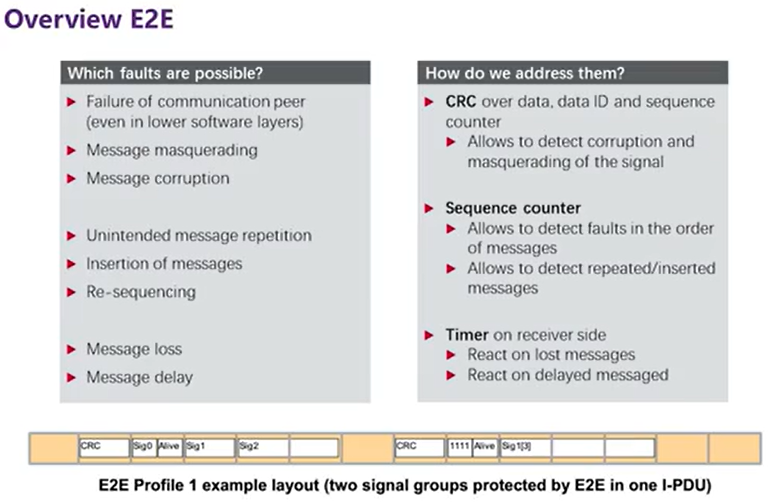 Overview E2E
Which faults are possible?
Failure of communication peer
(even in lower software layers)
Message masquerading
Message corruption
Unintended message repetition
Insertion of messages
Re-sequencing
Message loss
Message delay
How do we address them?
CRC over data, data ID and sequence
counter
Allows to detect corruption and
masquerading of the signal
Sequence counter
Allows to detect faults in the order
of messages
Allows to detect repeated/inserted
messages
Timer on receiver side
React on lost messages
React on delayed messaged
CRC Sig0 Alive Sig1 Sig2 CRC 1111 Alive Sig1[3]
E2E Profile 1 example layout (two signal groups protected by E2E in one I-PDU)